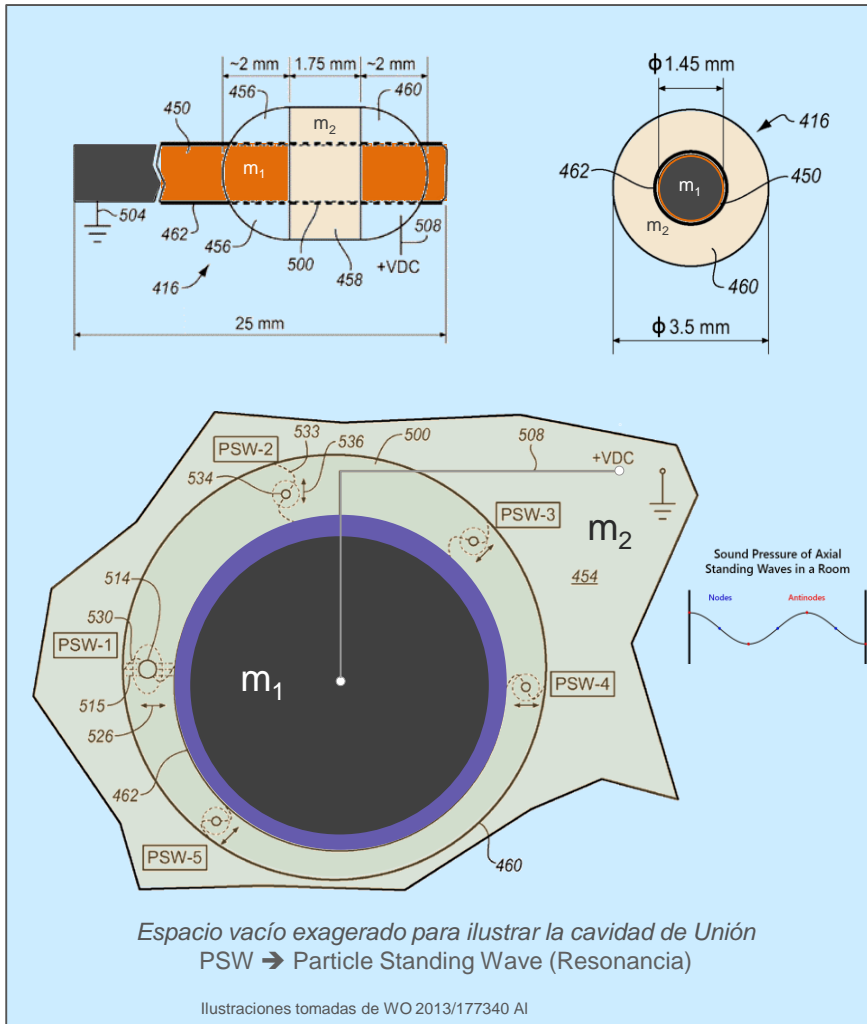 ~2 mm 1.75 mm ~2 mm
456 460
450
m2
m1
504
462
456
500
458
508
+VDC
416
25 mm
ϕ 1.45 mm
416
462
m1
450
m2
460
ϕ 3.5 mm
PSW-2
533
536
500
508
+VDC
534
PSW-3
m2
454
514
530
PSW-1
515
526
m1
PSW-4
462
PSW-5
460
Sound Pressure of Axial
Standing Waves in a Room
Nodes Antinodes
Espacio vacío exagerado para ilustrar la cavidad de Unión
PSW ➔ Particle Standing Wave (Resonancia)
Ilustraciones tomadas de WO 2013/177340 Al